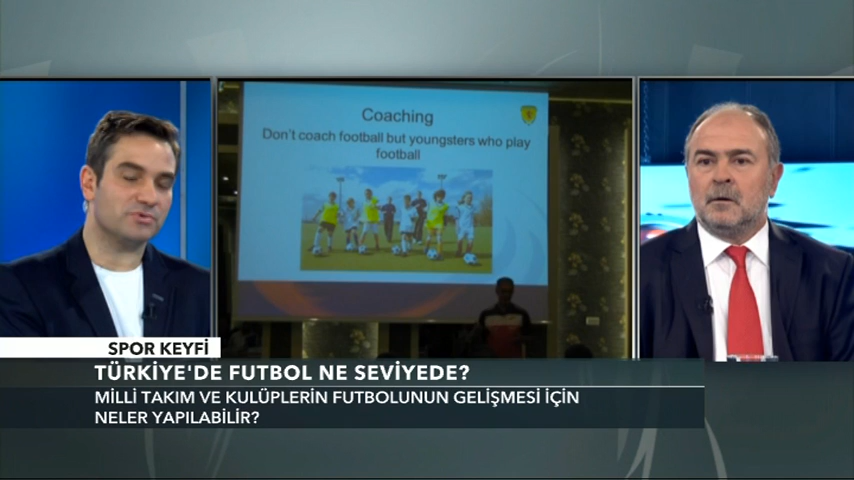 Coaching
Don't coach football but youngsters who play
football
SPOR KEYFİ
TÜRKİYE'DE FUTBOL NE SEVİYEDE?
MİLLİ TAKIM VE KULÜPLERİN FUTBOLUNUN GELİŞMESİ İÇİN
NELER YAPILABİLİR?